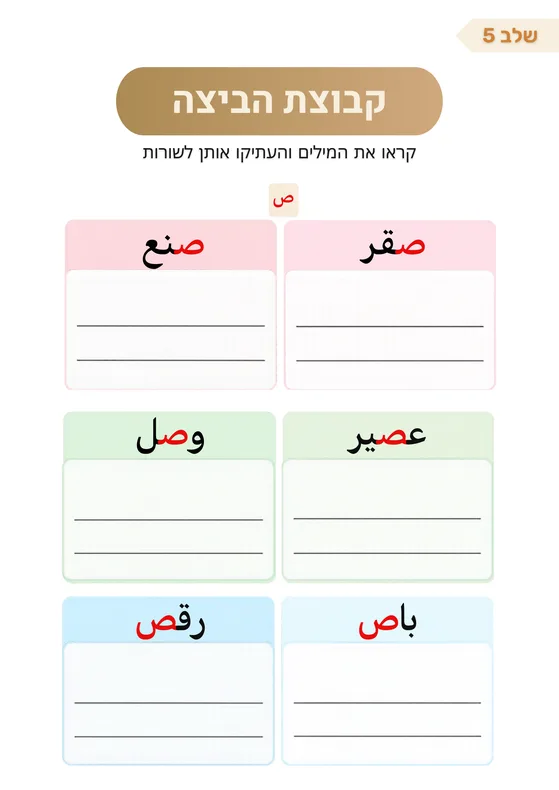 שלב 5
קבוצת הביצה
קראו את המילים והעתיקו אותן לשורות
ص
صقر
صنع
عصير
وصل
باص
رقص